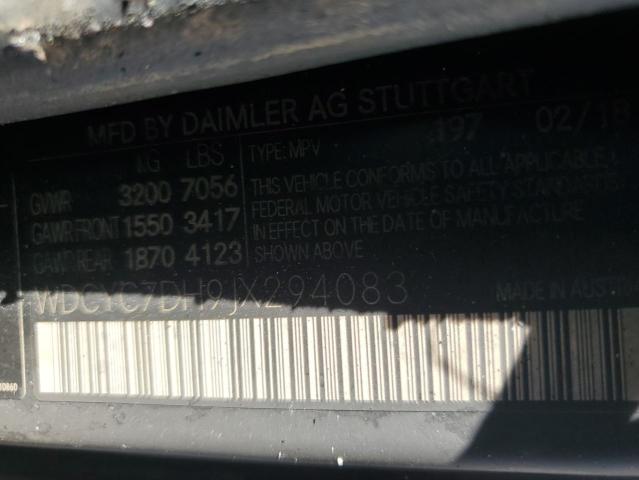 MFD BY DAIMLER AG STUTTGART
KG LBS TYPE: MPV 197 02/18
GVWR 3200 7056 THIS VEHICLE CONFORMS TO ALL APPLICABLE
GAWR FRONT 1550 3417 FEDERAL MOTOR VEHICLE SAFETY STANDARDS
GAWR REAR 1870 4123 IN EFFECT ON THE DATE OF MANUFACTURE
SHOWN ABOVE
WDCYC7DH9JX294083 MADE IN